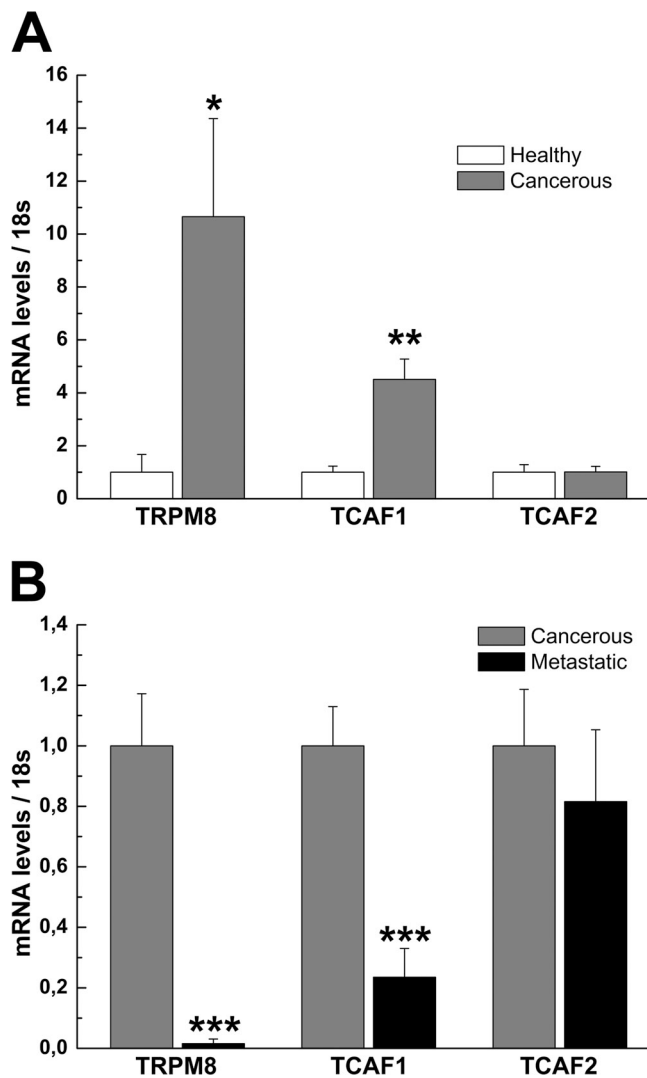 A
mRNA levels / 18s
16
14
12
10
8
6
4
2
0
*
**
Healthy
Cancerous
TRPM8 TCAF1 TCAF2
B
mRNA levels / 18s
1,4
1,2
1,0
0,8
0,6
0,4
0,2
0,0
Cancerous
Metastatic
***
***
TRPM8 TCAF1 TCAF2